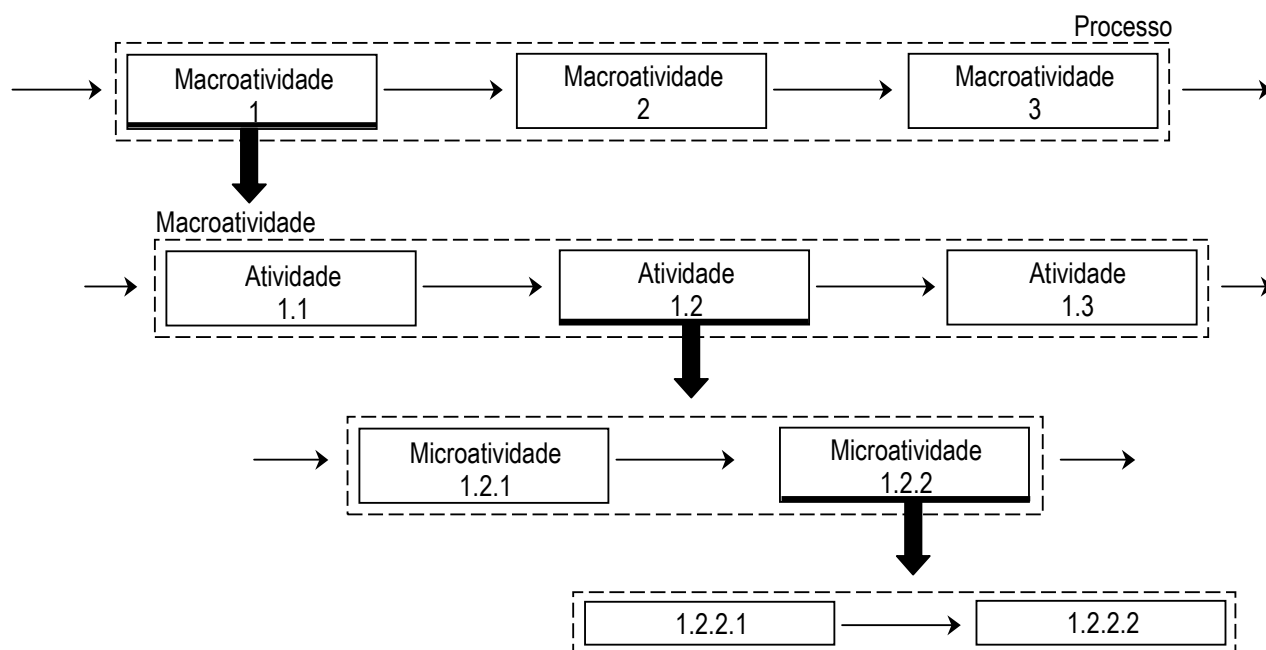 Processo
Macroatividade
1
Macroatividade
2
Macroatividade
3
Macroatividade
Atividade
1.1
Atividade
1.2
Atividade
1.3
Microatividade
1.2.1
Microatividade
1.2.2
1.2.2.1
1.2.2.2